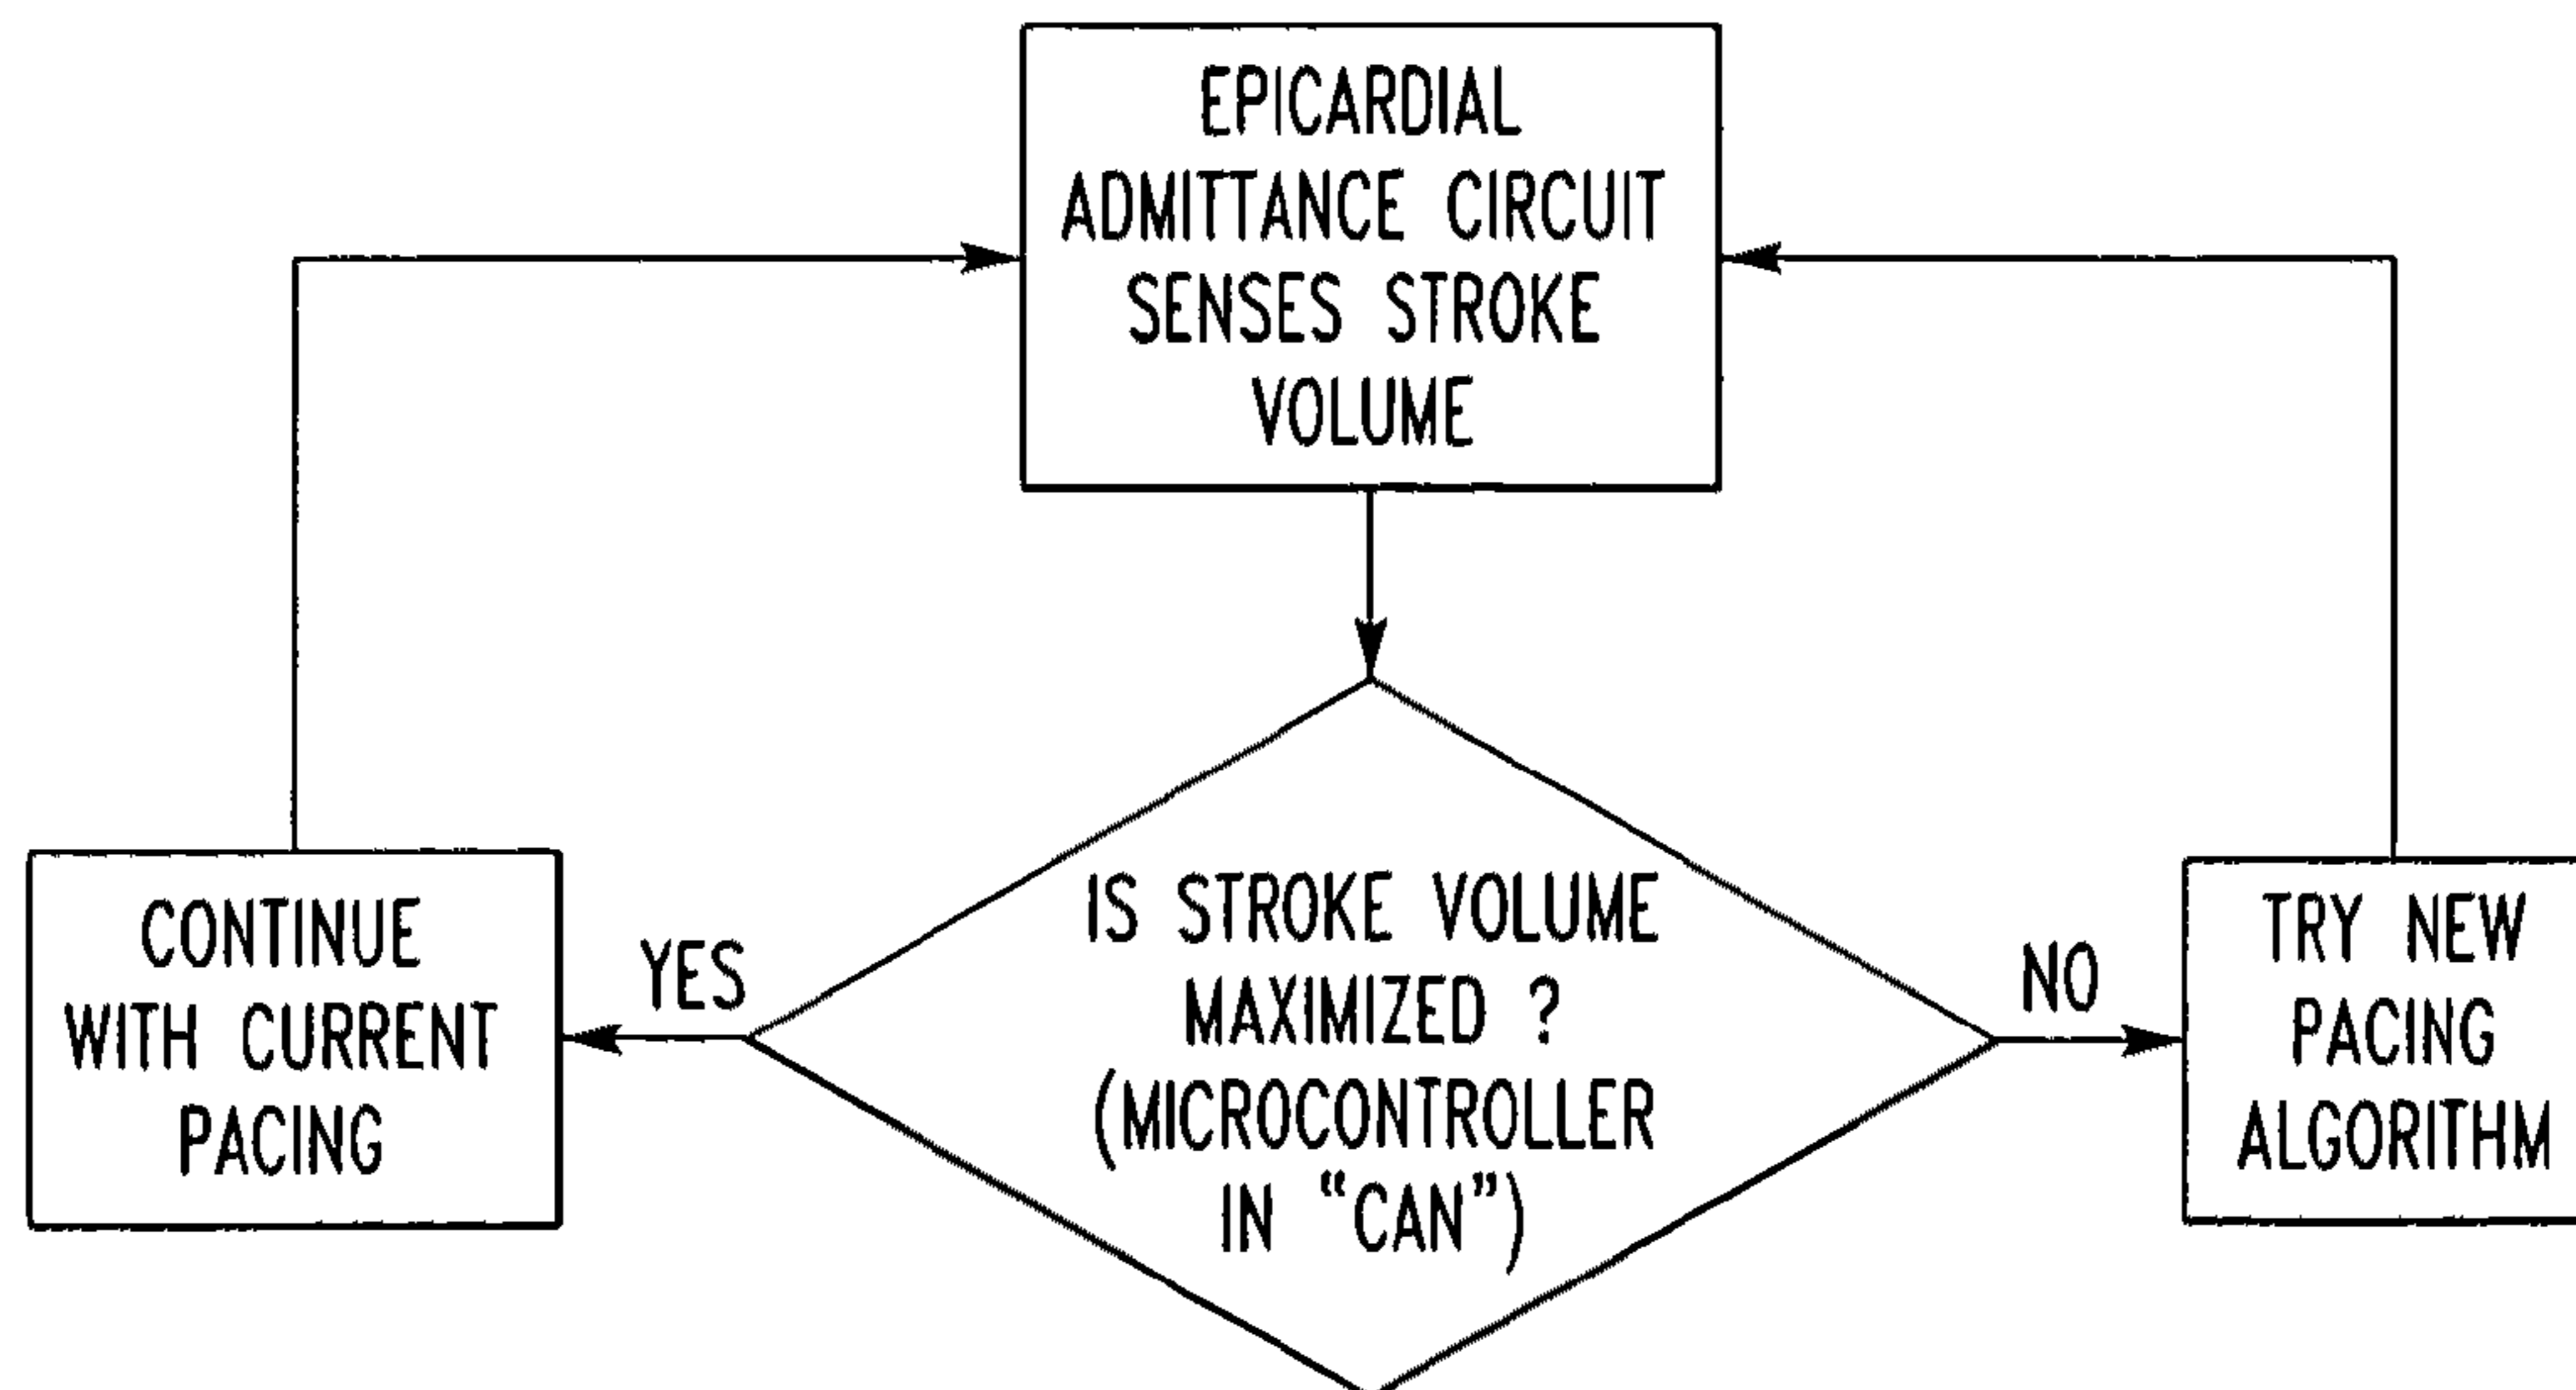 EPICARDIAL
ADMITTANCE CIRCUIT
SENSES STROKE
VOLUME
IS STROKE VOLUME
MAXIMIZED ?
(MICROCONTROLLER
IN “CAN”)
YES
CONTINUE
WITH CURRENT
PACING
NO
TRY NEW
PACING
ALGORITHM